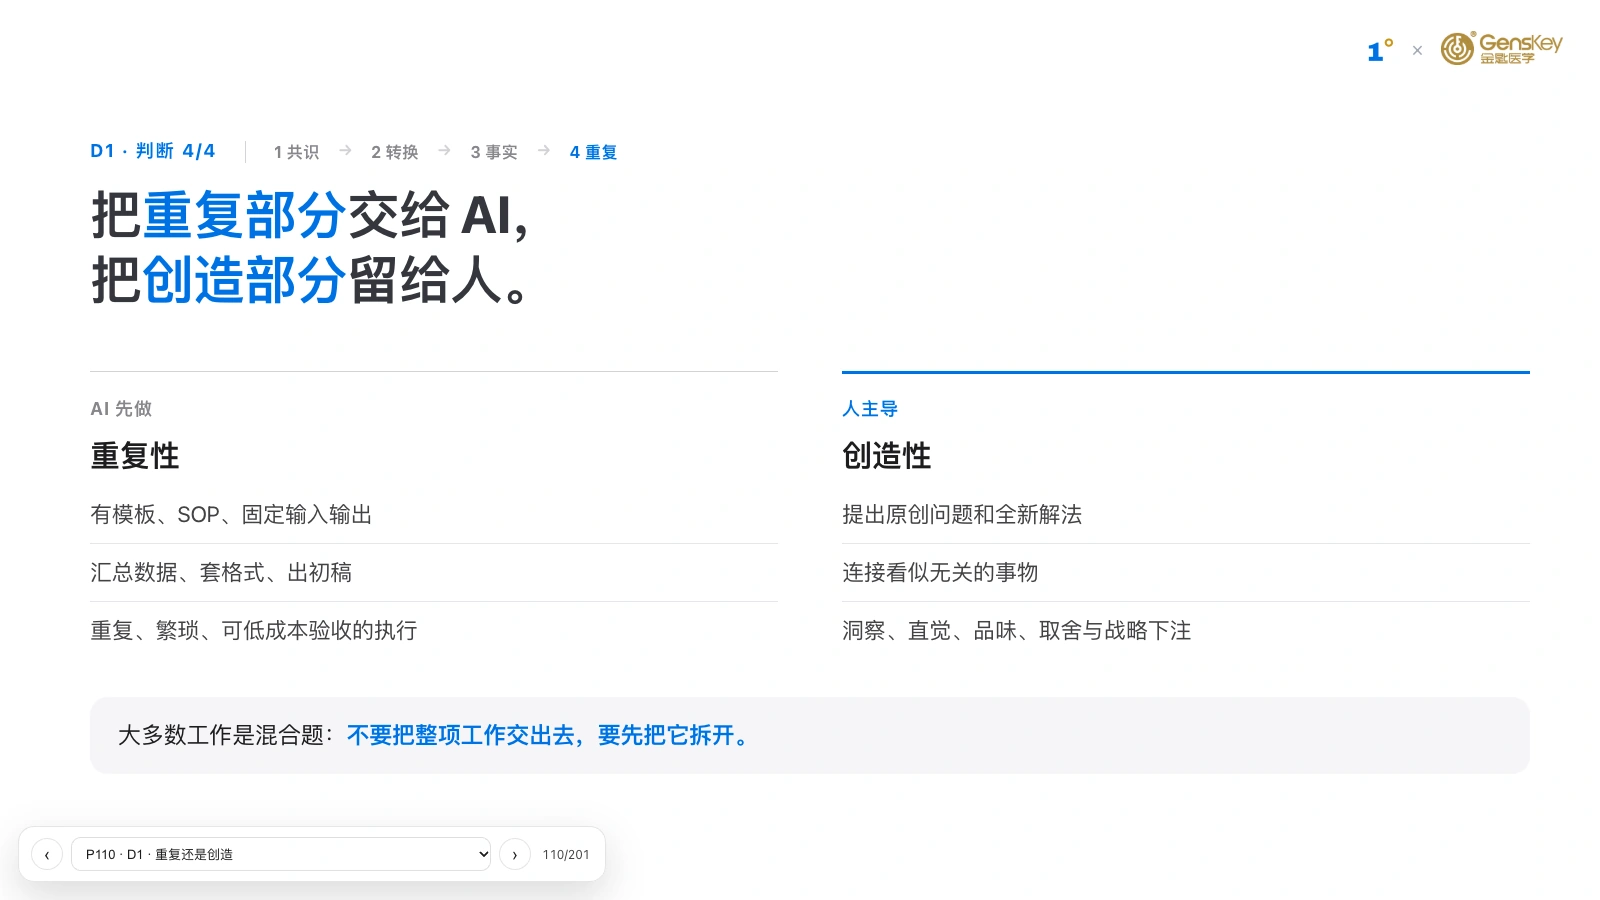 1° × GensKey®
金匙医学
D1 · 判断 4/4 1 共识 → 2 转换 → 3 事实 → 4 重复
把重复部分交给 AI，
把创造部分留给人。
AI 先做
重复性
有模板、SOP、固定输入输出
汇总数据、套格式、出初稿
重复、繁琐、可低成本验收的执行
人主导
创造性
提出原创问题和全新解法
连接看似无关的事物
洞察、直觉、品味、取舍与战略下注
大多数工作是混合题：不要把整项工作交出去，要先把它拆开。
‹ P110 · D1 · 重复还是创造 › 110/201